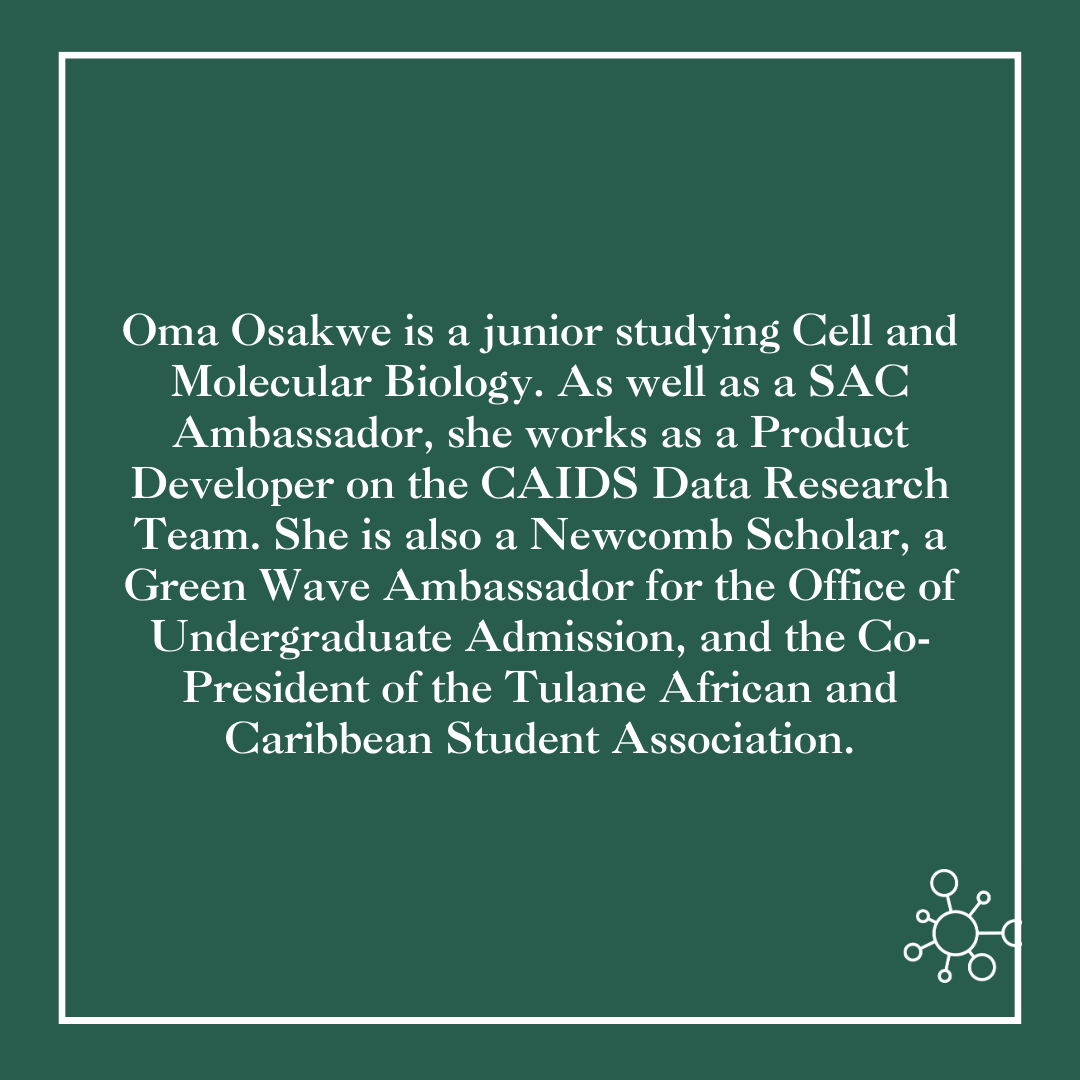 Oma Osakwe is a junior studying Cell and
Molecular Biology. As well as a SAC
Ambassador, she works as a Product
Developer on the CAIDS Data Research
Team. She is also a Newcomb Scholar, a
Green Wave Ambassador for the Office of
Undergraduate Admission, and the Co-
President of the Tulane African and
Caribbean Student Association.